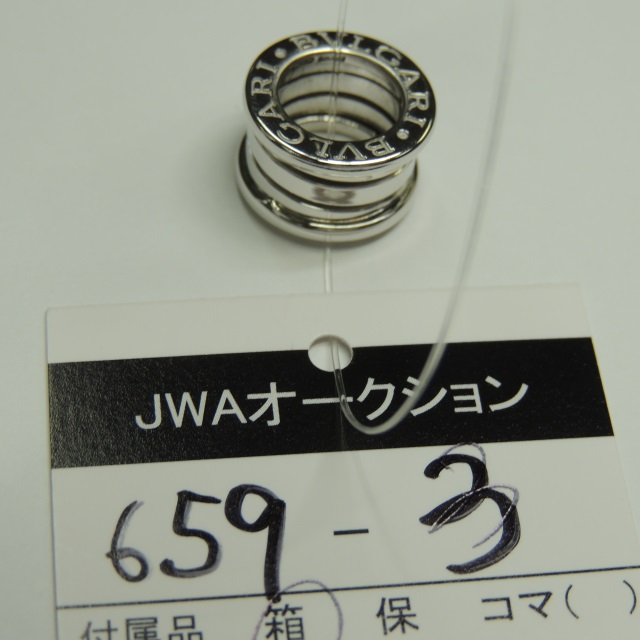 BVLGARI • BVLGARI
JWAオークション
659 - 3
付属品 箱 保 コマ( )